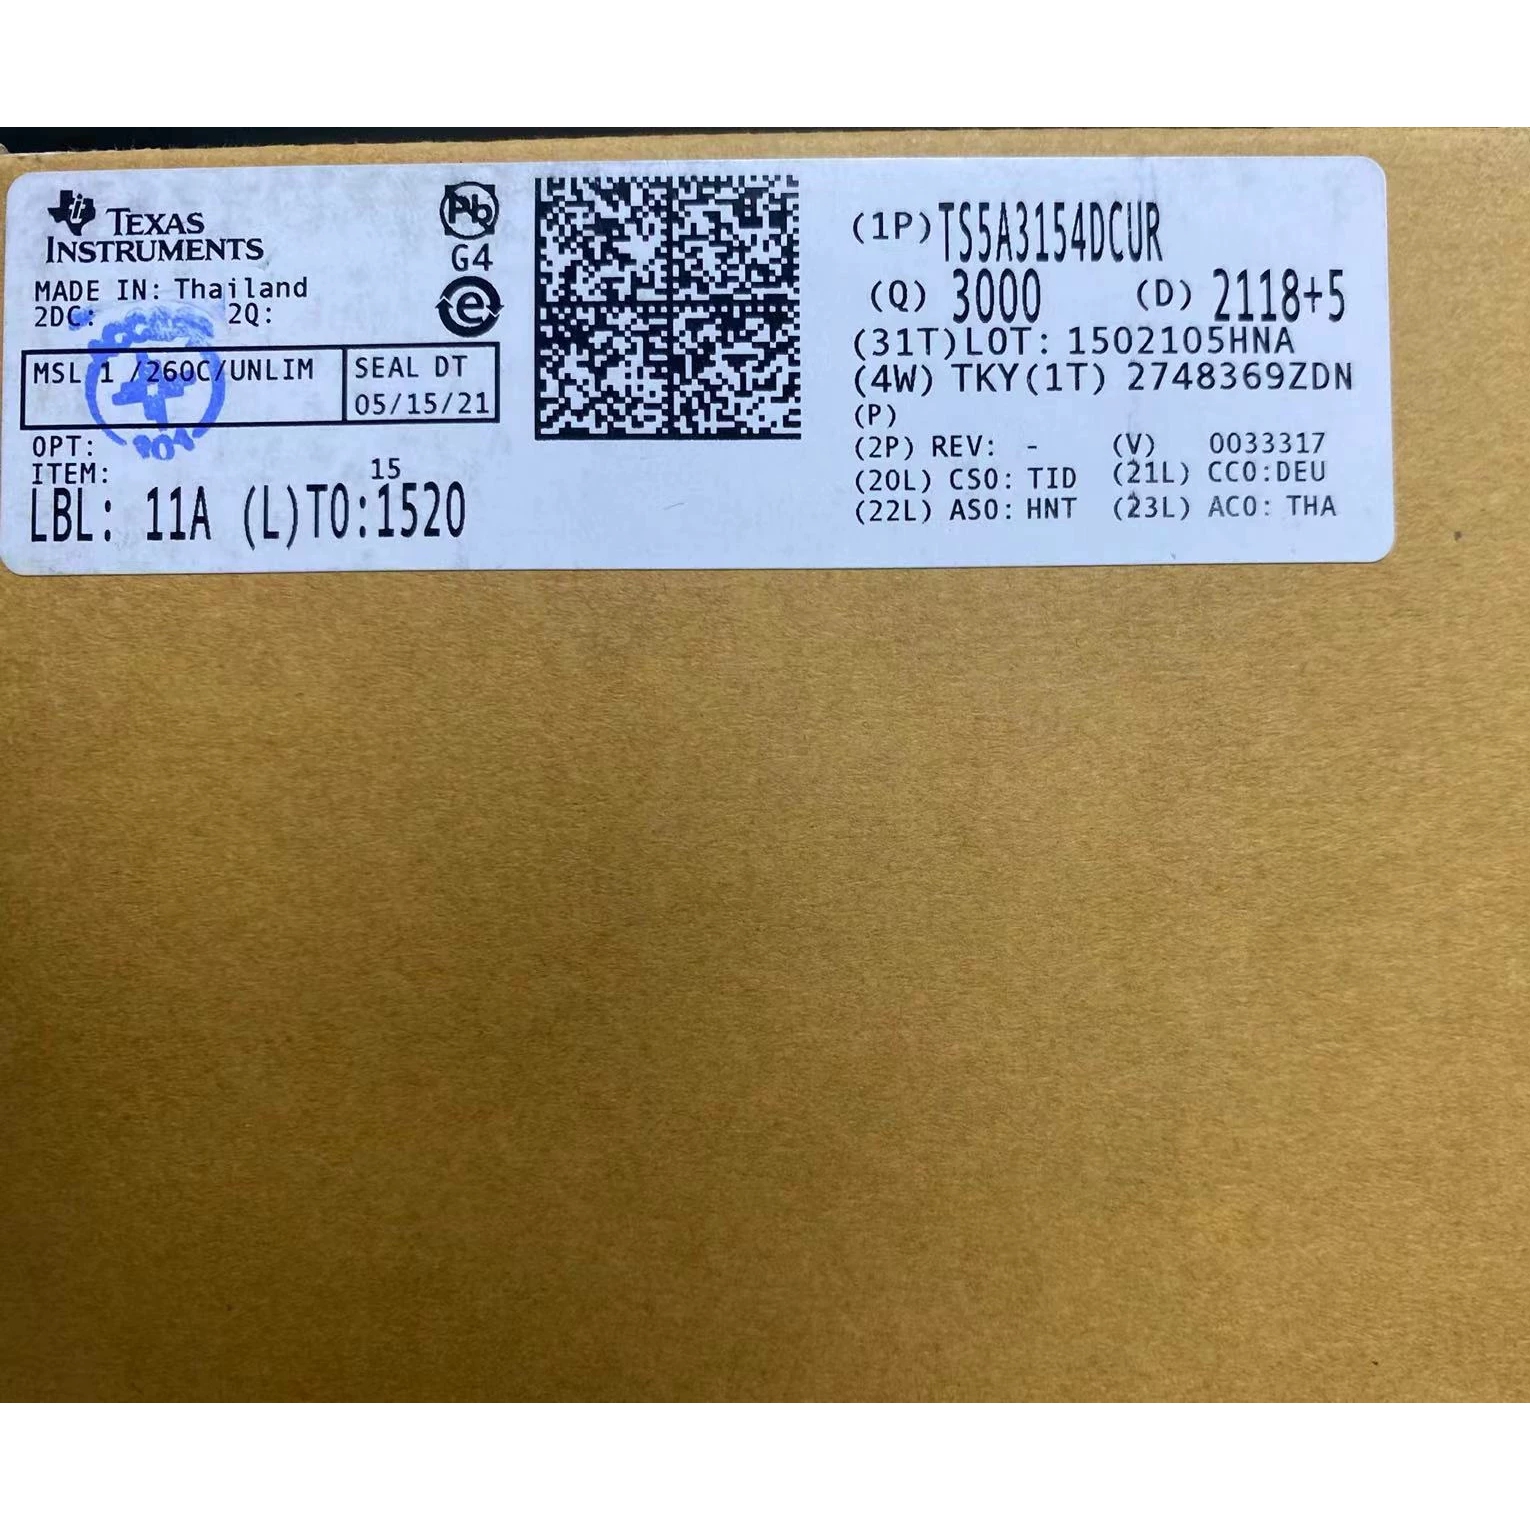 TEXAS
INSTRUMENTS
MADE IN: Thailand
2DC: 2Q:
MSL 1 /260C/UNLIM
SEAL DT
05/15/21
OPT:
ITEM:
15
LBL: 11A (L)TO:1520
Pb
G4
e
(1P) TS5A3154DCUR
(Q) 3000 (D) 2118+5
(31T)LOT: 1502105HNA
(4W) TKY(1T) 2748369ZDN
(P)
(2P) REV: - (V) 0033317
(20L) CSO: TID (21L) CCO:DEU
(22L) ASO: HNT (23L) ACO: THA